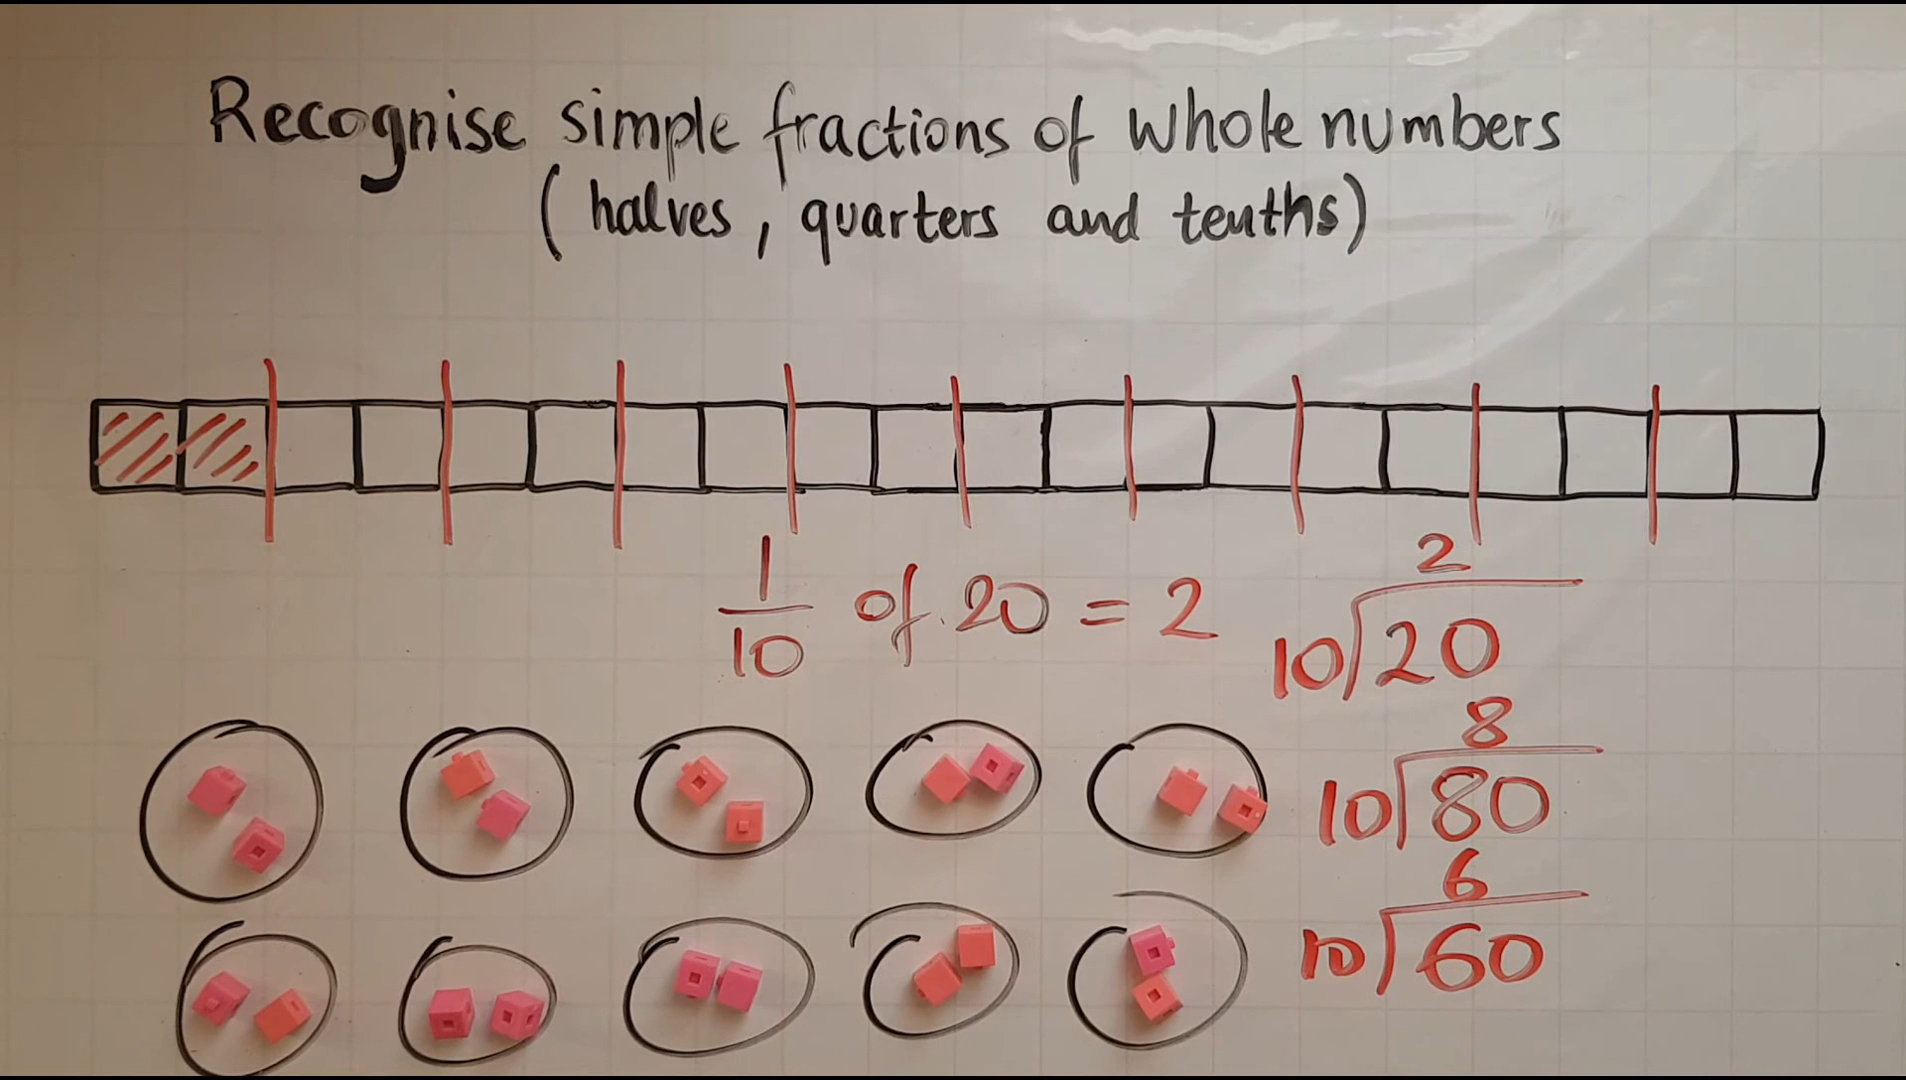 Recognise simple fractions of whole numbers
(halves, quarters and tenths)
1/10 of 20 = 2
2
10)20
8
10)80
6
10)60